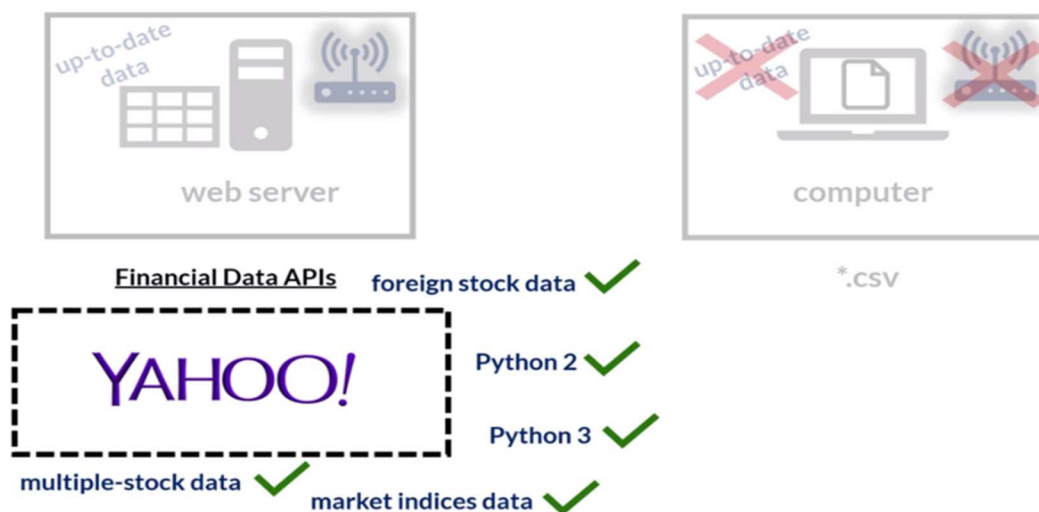 up-to-date
data
web server
up-to-date
data
computer
Financial Data APIs
foreign stock data
*.csv
YAHOO!
Python 2
Python 3
multiple-stock data
market indices data